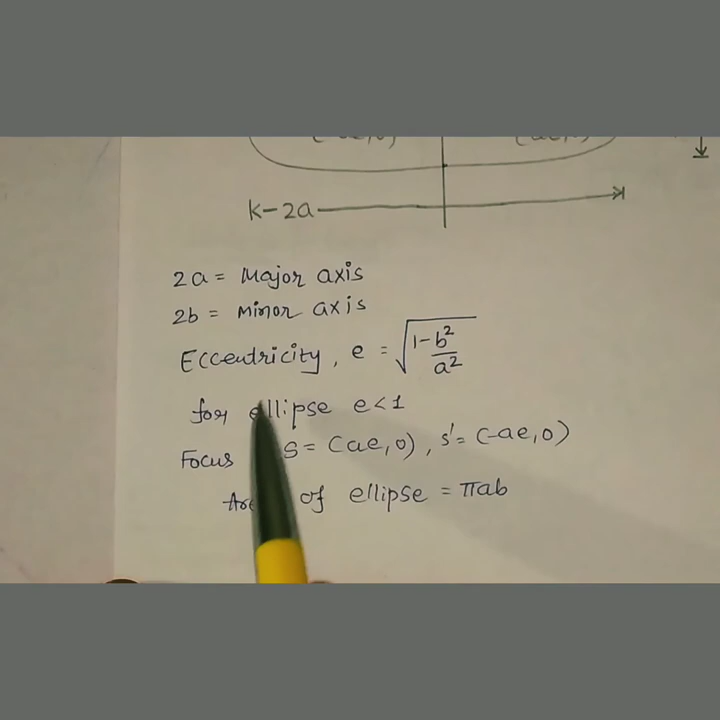 K-2a
2a = Major axis
2b = Minor axis
Eccentricity, e = √(1-b²/a²)
for ellipse e<1
Focus S = (ae,0), s' = (-ae,0)
of ellipse = πab